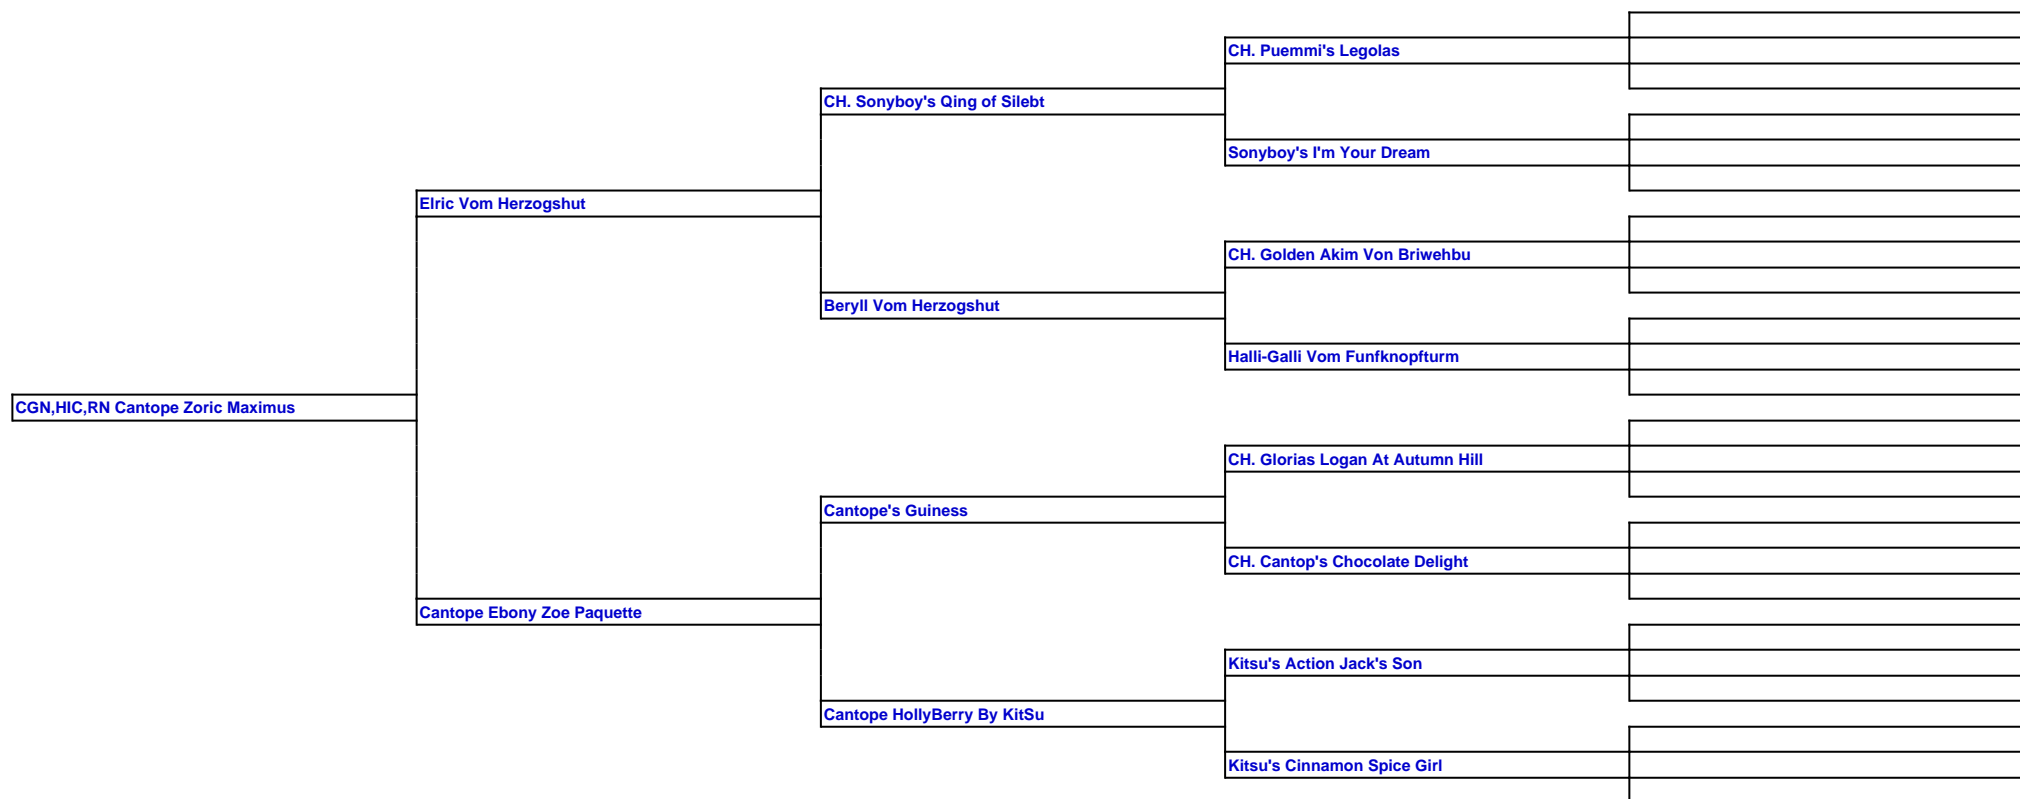 CH. Puemmi's Legolas
CH. Sonyboy's Qing of Silebt
Sonyboy's I'm Your Dream
Elric Vom Herzogshut
CH. Golden Akim Von Briwehbu
Beryll Vom Herzogshut
Halli-Galli Vom Funfknopfturm
CGN,HIC,RN Cantope Zoric Maximus
CH. Glorias Logan At Autumn Hill
Cantope's Guiness
CH. Cantop's Chocolate Delight
Cantope Ebony Zoe Paquette
Kitsu's Action Jack's Son
Cantope HollyBerry By KitSu
Kitsu's Cinnamon Spice Girl